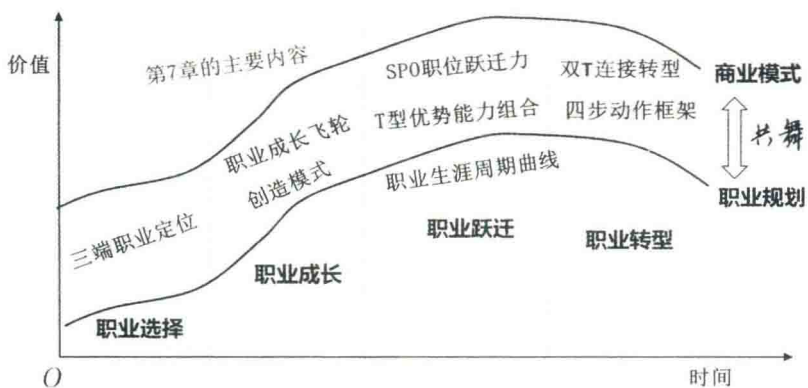 价值
第7章的主要内容
SPO职位跃迁力
双T连接转型
商业模式
T型优势能力组合
四步动作框架
职业成长飞轮
创造模式
共舞
职业生涯周期曲线
职业规划
三端职业定位
职业跃迁
职业转型
职业成长
职业选择
O
时间